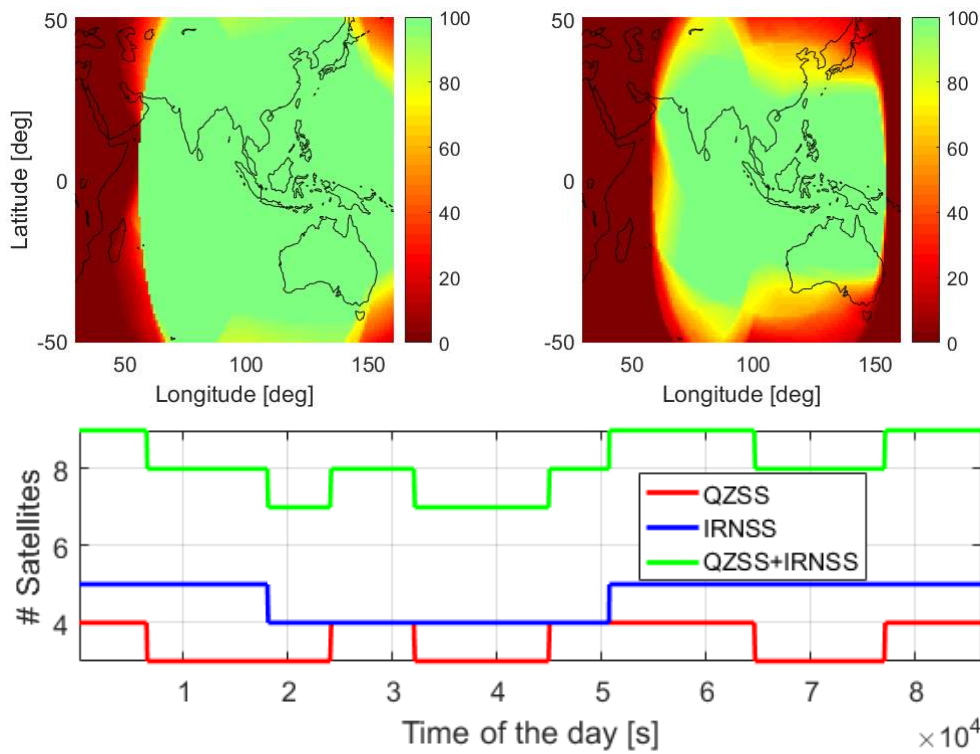 50
0
-50
Latitude [deg]
50 100 150
Longitude [deg]
100
80
60
40
20
0
50
0
-50
50 100 150
Longitude [deg]
100
80
60
40
20
0
# Satellites
8
6
4
QZSS
IRNSS
QZSS+IRNSS
1 2 3 4 5 6 7 8
Time of the day [s]
×10⁴